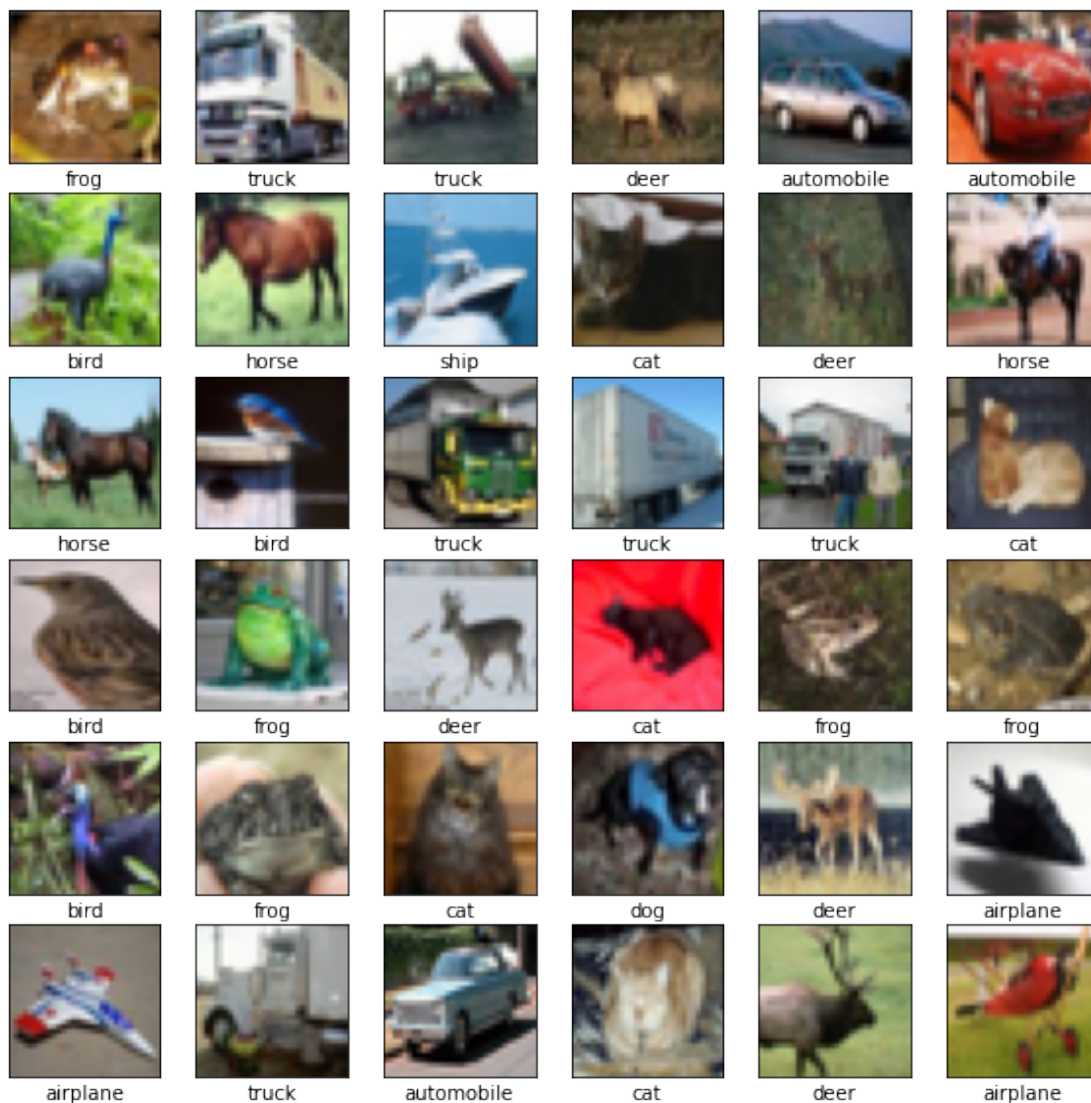 frog truck truck deer automobile automobile
bird horse ship cat deer horse
horse bird truck truck truck cat
bird frog deer cat frog frog
bird frog cat dog deer airplane
airplane truck automobile cat deer airplane